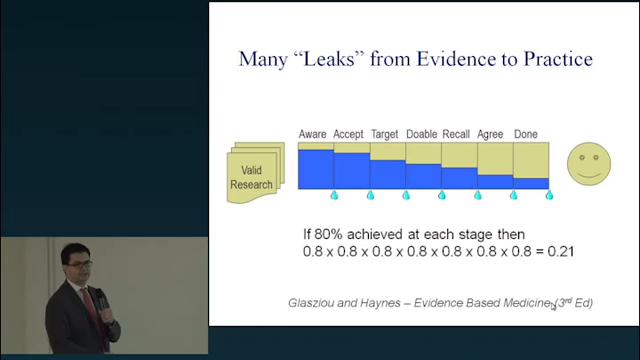 Many “Leaks” from Evidence to Practice
Aware Accept Target Doable Recall Agree Done
Valid
Research
If 80% achieved at each stage then
0.8 x 0.8 x 0.8 x 0.8 x 0.8 x 0.8 x 0.8 = 0.21
Glasziou and Haynes – Evidence Based Medicine (3rd Ed)